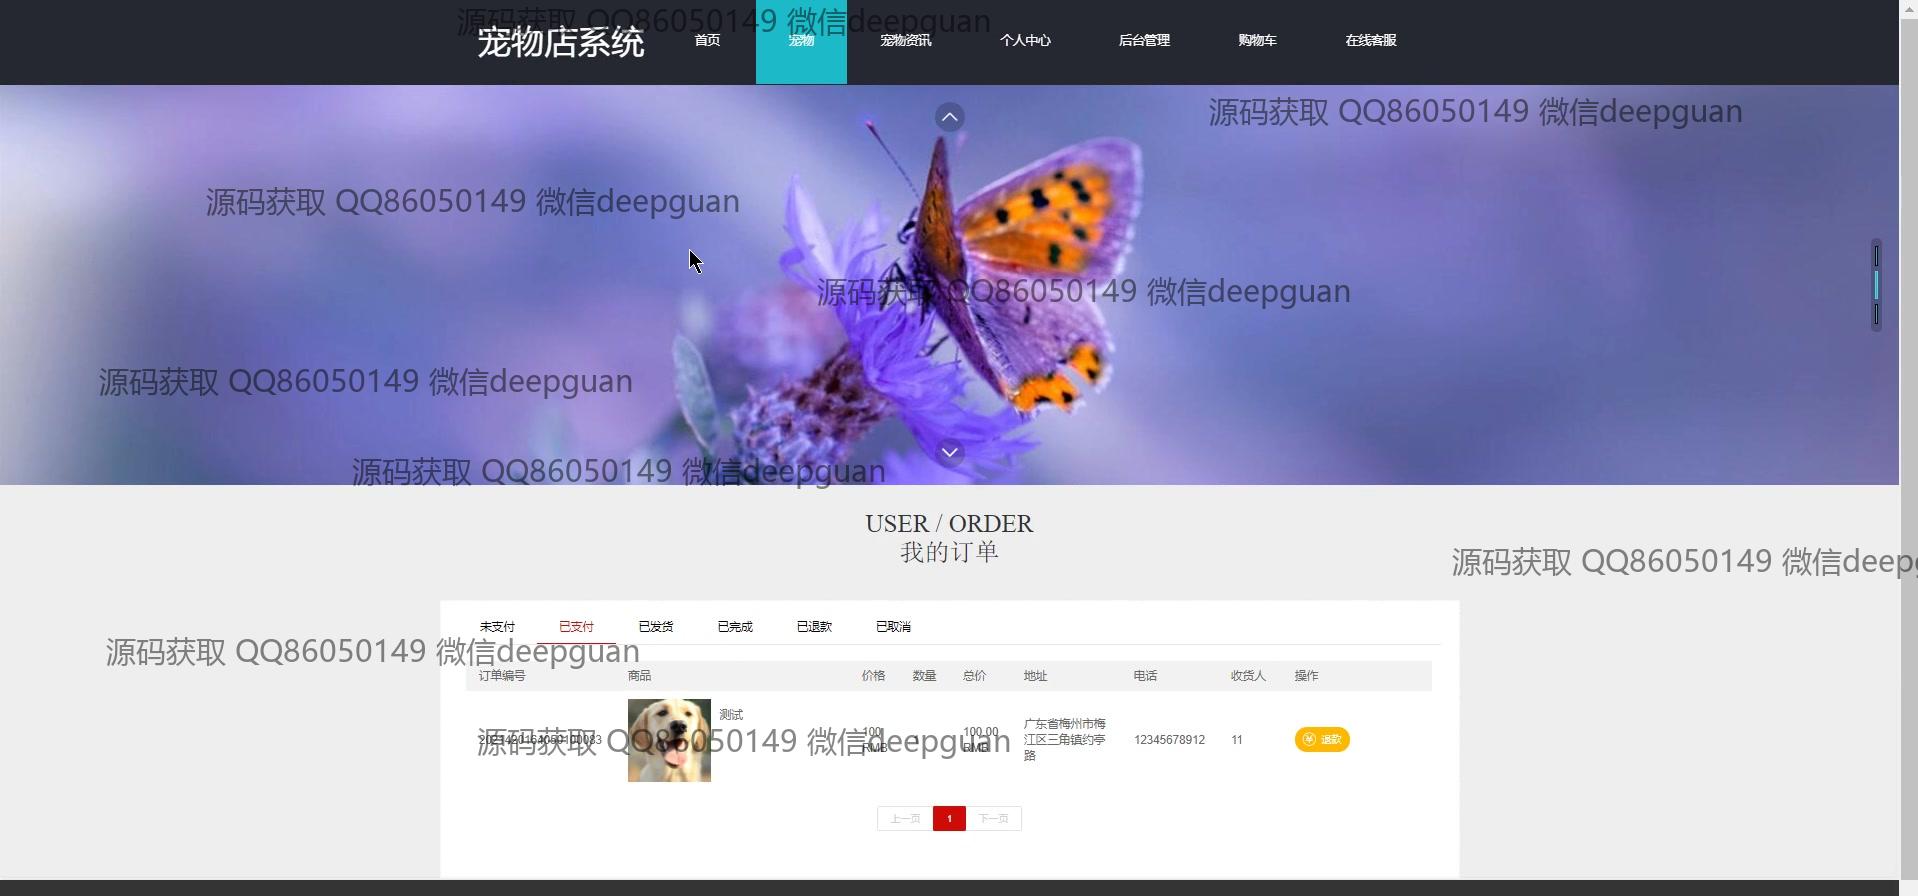 源码获取 QQ86050149 微信deepguan
宠物店系统 首页 宠物 宠物资讯 个人中心 后台管理 购物车 在线客服
源码获取 QQ86050149 微信deepguan
源码获取 QQ86050149 微信deepguan
源码获取 QQ86050149 微信deepguan
源码获取 QQ86050149 微信deepguan
源码获取 QQ86050149 微信deepguan
USER / ORDER
我的订单
源码获取 QQ86050149 微信deep
未支付 已支付 已发货 已完成 已退款 已取消
源码获取 QQ86050149 微信deepguan
订单编号 商品 价格 数量 总价 地址 电话 收货人 操作
测试
广东省梅州市梅
100 100.00
源码获取 QQ86050149 微信deepguan
江区三角镇约亭 12345678912 11 退款
RMB RMB
路
上一页 1 下一页